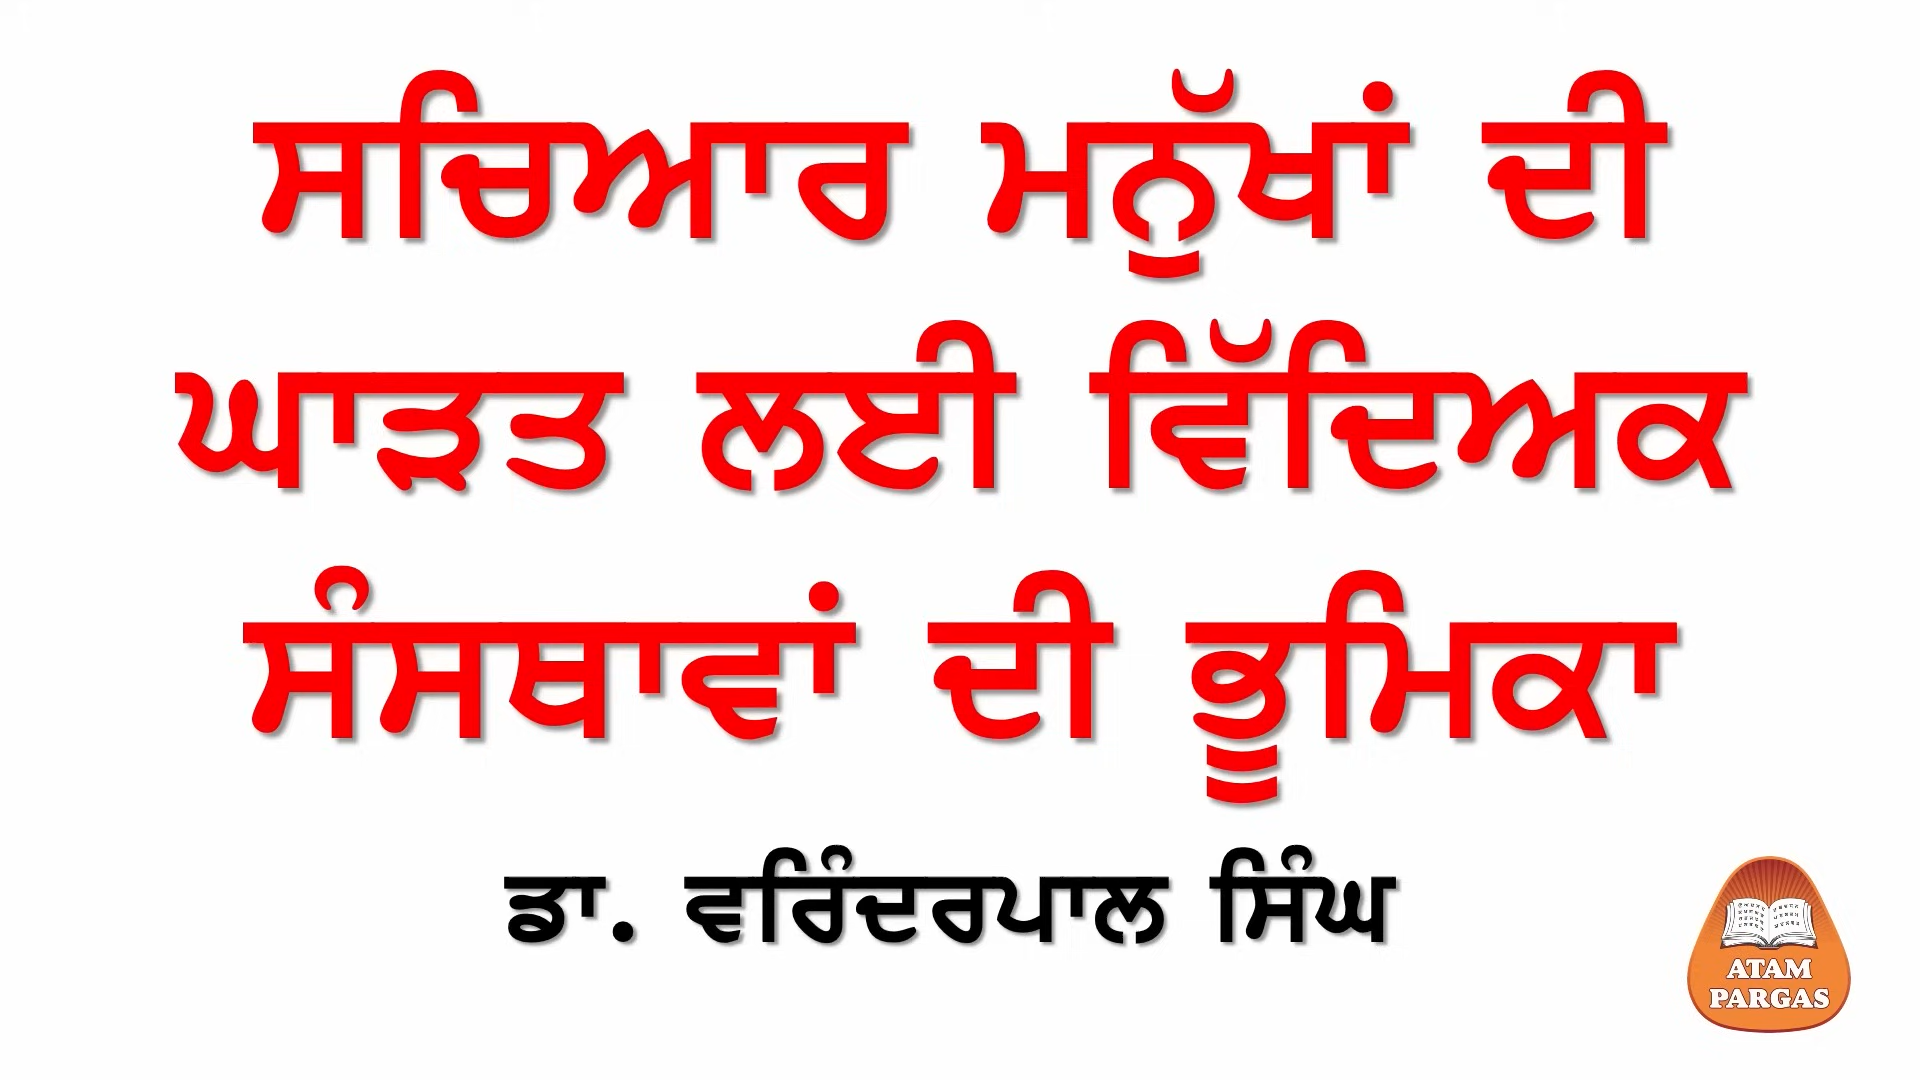 ਸਚਿਆਰ ਮਨੁੱਖਾਂ ਦੀ
ਘਾੜਤ ਲਈ ਵਿੱਦਿਅਕ
ਸੰਸਥਾਵਾਂ ਦੀ ਭੂਮਿਕਾ
ਡਾ. ਵਰਿੰਦਰਪਾਲ ਸਿੰਘ
ATAM
PARGAS